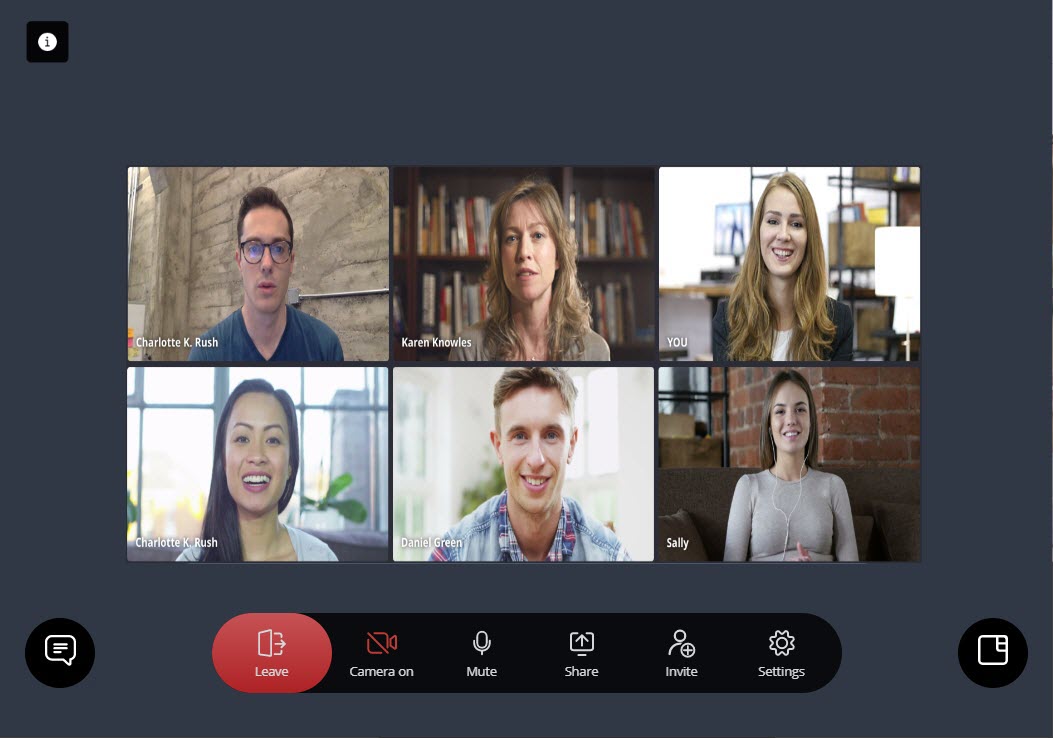 Charlotte K. Rush
Karen Knowles
YOU
Charlotte K. Rush
Daniel Green
Sally
Leave
Camera on
Mute
Share
Invite
Settings